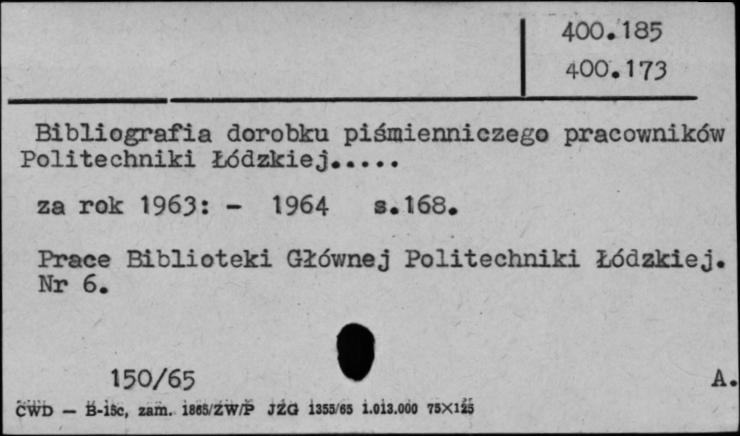 400.185
400.173
Bibliografia dorobku piśmienniczego pracowników
Politechniki Łódzkiej.....
za rok 1963: - 1964 s.168.
Prace Biblioteki Głównej Politechniki Łódzkiej.
Nr 6.
150/65
A.
CWD — B-15c, zam. 1865/ZW/P JZG 1355/65 1.013.000 75×125